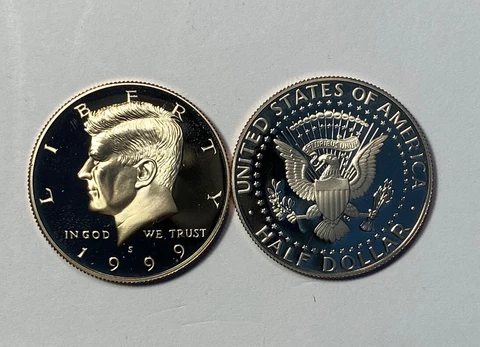 LIBERTY
IN GOD WE TRUST
S
1999
UNITED STATES OF AMERICA
E PLURIBUS UNUM
HALF DOLLAR